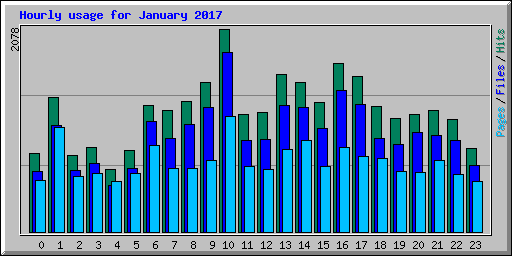 Hourly usage for January 2017
2078
Pages / Files / Hits
0 1 2 3 4 5 6 7 8 9 10 11 12 13 14 15 16 17 18 19 20 21 22 23